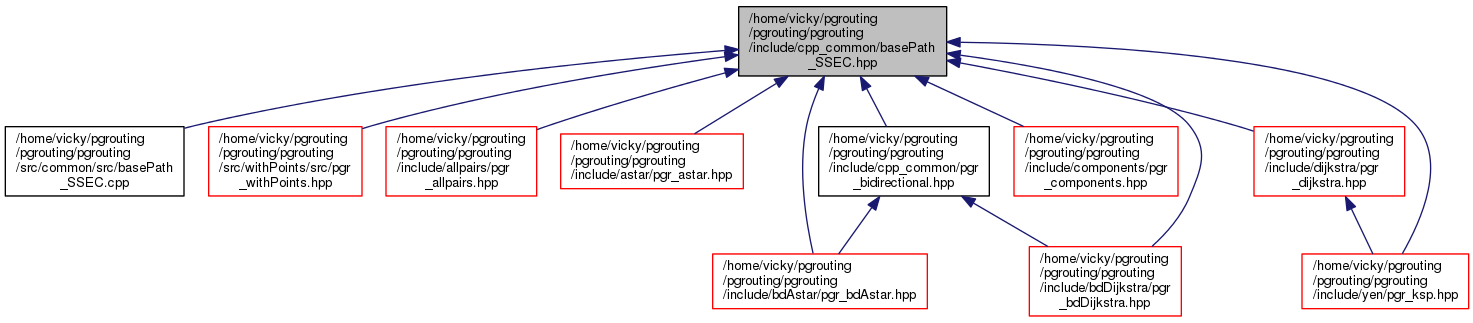 /home/vicky/pgrouting
/pgrouting/pgrouting
/include/cpp_common/basePath
_SSEC.hpp
/home/vicky/pgrouting
/pgrouting/pgrouting
/src/common/src/basePath
_SSEC.cpp
/home/vicky/pgrouting
/pgrouting/pgrouting
/src/withPoints/src/pgr
_withPoints.hpp
/home/vicky/pgrouting
/pgrouting/pgrouting
/include/allpairs/pgr
_allpairs.hpp
/home/vicky/pgrouting
/pgrouting/pgrouting
/include/astar/pgr_astar.hpp
/home/vicky/pgrouting
/pgrouting/pgrouting
/include/cpp_common/pgr
_bidirectional.hpp
/home/vicky/pgrouting
/pgrouting/pgrouting
/include/components/pgr
_components.hpp
/home/vicky/pgrouting
/pgrouting/pgrouting
/include/dijkstra/pgr
_dijkstra.hpp
/home/vicky/pgrouting
/pgrouting/pgrouting
/include/bdAstar/pgr_bdAstar.hpp
/home/vicky/pgrouting
/pgrouting/pgrouting
/include/bdDijkstra/pgr
_bdDijkstra.hpp
/home/vicky/pgrouting
/pgrouting/pgrouting
/include/yen/pgr_ksp.hpp